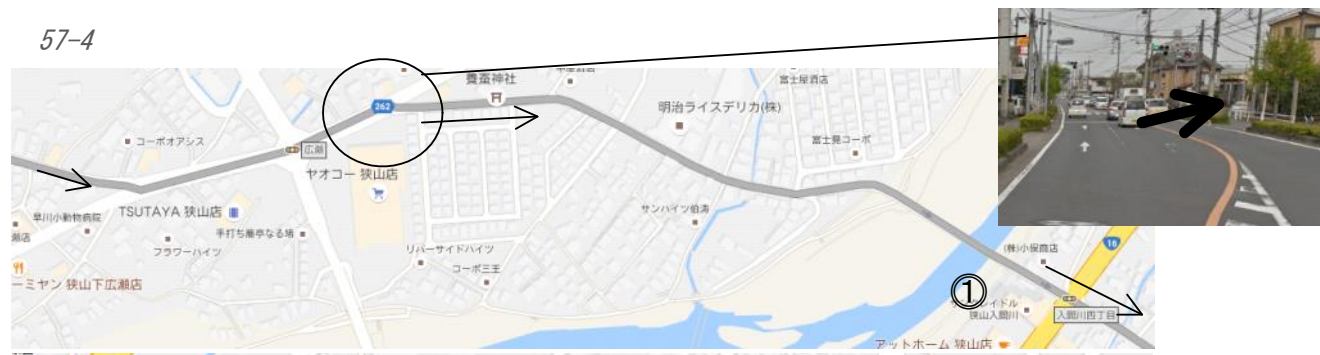 57-4
262
養蚕神社
富士屋酒店
明治ライスデリカ(株)
コーポオアシス
広瀬
富士見コーポ
ヤオコー 狭山店
TSUTAYA 狭山店
早川小動物病院
手打ち蕎亭なる塙
フラワーハイツ
サンハイツ伯涛
リバーサイドハイツ
コーポ三王
(株)小俣商店
16
ーミヤン 狭山下広瀬店
①
狭山入間川
入間川四丁目
アットホーム 狭山店